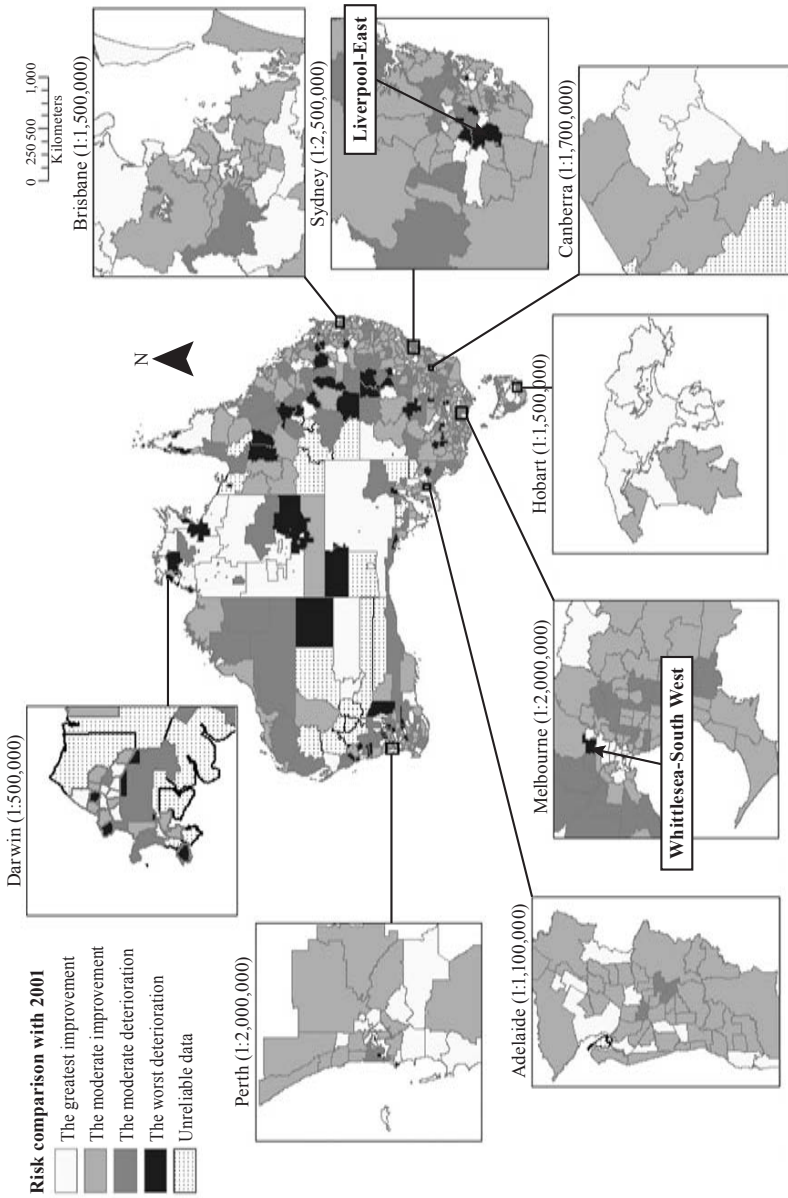 Risk comparison with 2001
The greatest improvement
The moderate improvement
The moderate deterioration
The worst deterioration
Unreliable data
Darwin (1:500,000)
N
0 250 500 1,000
Kilometers
Brisbane (1:1,500,000)
Perth (1:2,000,000)
Sydney (1:2,500,000)
Liverpool-East
Adelaide (1:1,100,000)
Melbourne (1:2,000,000)
Whittlesea-South West
Hobart (1:1,500,000)
Canberra (1:1,700,000)